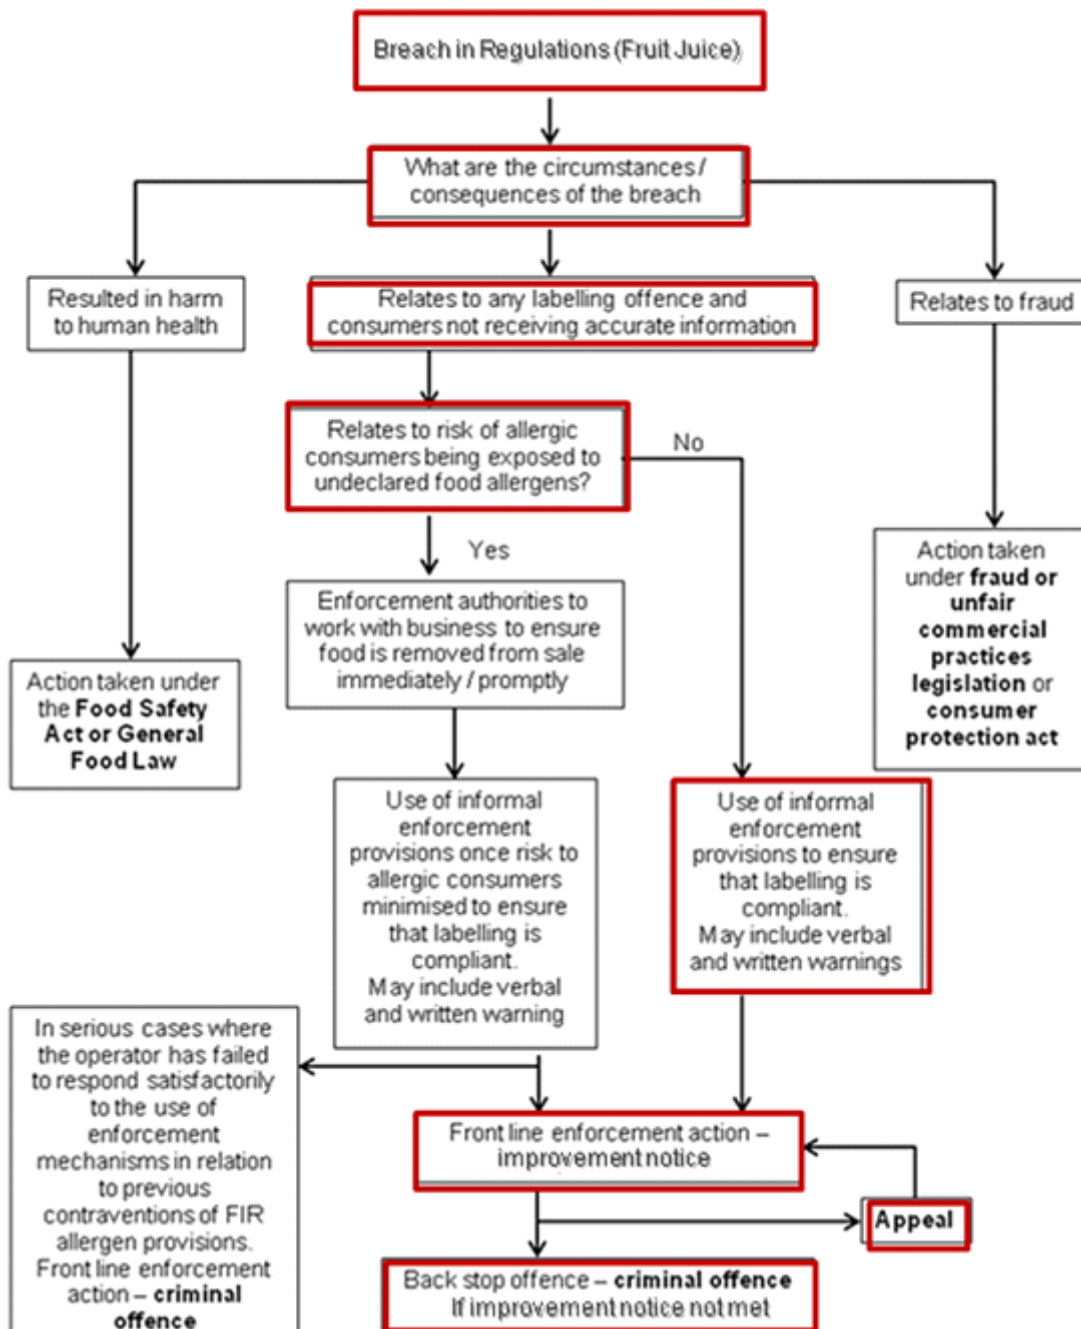 Breach in Regulations (Fruit Juice)
What are the circumstances /
consequences of the breach
Resulted in harm
to human health
Relates to any labelling offence and
consumers not receiving accurate information
Relates to fraud
Relates to risk of allergic
consumers being exposed to
undeclared food allergens?
No
Yes
Action taken
under fraud or
unfair
commercial
practices
legislation or
consumer
protection act
Enforcement authorities to
work with business to ensure
food is removed from sale
immediately / promptly
Action taken under
the Food Safety
Act or General
Food Law
Use of informal
enforcement
provisions once risk to
allergic consumers
minimised to ensure
that labelling is
compliant.
May include verbal
and written warning
Use of informal
enforcement
provisions to ensure
that labelling is
compliant.
May include verbal
and written warnings
In serious cases where
the operator has failed
to respond satisfactorily
to the use of
enforcement
mechanisms in relation
to previous
contraventions of FIR
allergen provisions.
Front line enforcement
action – criminal
offence
Front line enforcement action –
improvement notice
Appeal
Back stop offence – criminal offence
If improvement notice not met